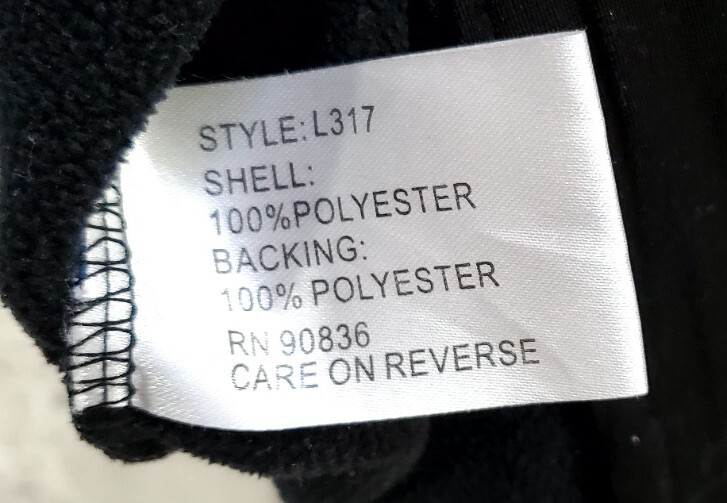 STYLE: L317
SHELL:
100%POLYESTER
BACKING:
100% POLYESTER
RN 90836
CARE ON REVERSE